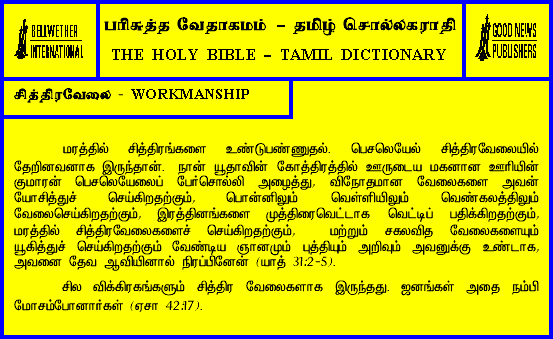 BELLWETHER
INTERNATIONAL
பரிசுத்த வேதாகமம் – தமிழ் சொல்லகராதி
THE HOLY BIBLE – TAMIL DICTIONARY
GOOD NEWS
PUBLISHERS
சித்திரவேலை - WORKMANSHIP
மரத்தில் சித்திரங்களை உண்டுபண்ணுதல். பெசலெயேல் சித்திரவேலையில்
தேறினவனாக இருந்தான். நான் யூதாவின் கோத்திரத்தில் ஊருடைய மகனான ஊரியின்
குமாரன் பெசலெயேலைப் பேர்சொல்லி அழைத்து, விநோதமான வேலைகளை அவன்
யோசித்துச் செய்கிறதற்கும், பொன்னிலும் வெள்ளியிலும் வெண்கலத்திலும்
வேலைசெய்கிறதற்கும், இரத்தினங்களை முத்திரைவெட்டாக வெட்டிப் பதிக்கிறதற்கும்,
மரத்தில் சித்திரவேலைகளைச் செய்கிறதற்கும், மற்றும் சகலவித வேலைகளையும்
யூகித்துச் செய்கிறதற்கும் வேண்டிய ஞானமும் புத்தியும் அறிவும் அவனுக்கு உண்டாக,
அவனை தேவ ஆவியினால் நிரப்பினேன் (யாத் 31:2-5).
சில விக்கிரகங்களும் சித்திர வேலைகளாக இருந்தது. ஜனங்கள் அதை நம்பி
மோசம்போனார்கள் (ஏசா 42:17).